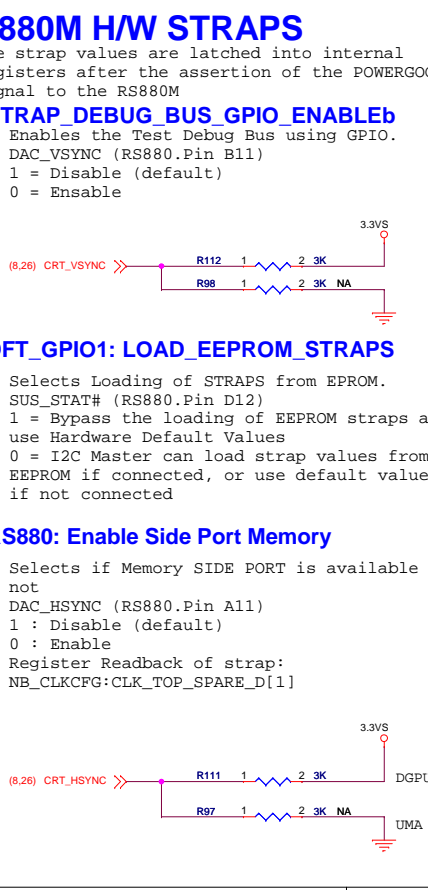 880M H/W STRAPS
e strap values are latched into internal
gisters after the assertion of the POWERGOO
gnal to the RS880M
TRAP_DEBUG_BUS_GPIO_ENABLEb
Enables the Test Debug Bus using GPIO.
DAC_VSYNC (RS880.Pin B11)
1 = Disable (default)
0 = Ensable
3.3VS
(8,26) CRT_VSYNC R112 1 2 3K
R98 1 2 3K NA
OFT_GPIO1: LOAD_EEPROM_STRAPS
Selects Loading of STRAPS from EPROM.
SUS_STAT# (RS880.Pin D12)
1 = Bypass the loading of EEPROM straps a
use Hardware Default Values
0 = I2C Master can load strap values from
EEPROM if connected, or use default value
if not connected
RS880: Enable Side Port Memory
Selects if Memory SIDE PORT is available
not
DAC_HSYNC (RS880.Pin A11)
1 : Disable (default)
0 : Enable
Register Readback of strap:
NB_CLKCFG:CLK_TOP_SPARE_D[1]
3.3VS
(8,26) CRT_HSYNC R111 1 2 3K DGPU
R97 1 2 3K NA
UMA